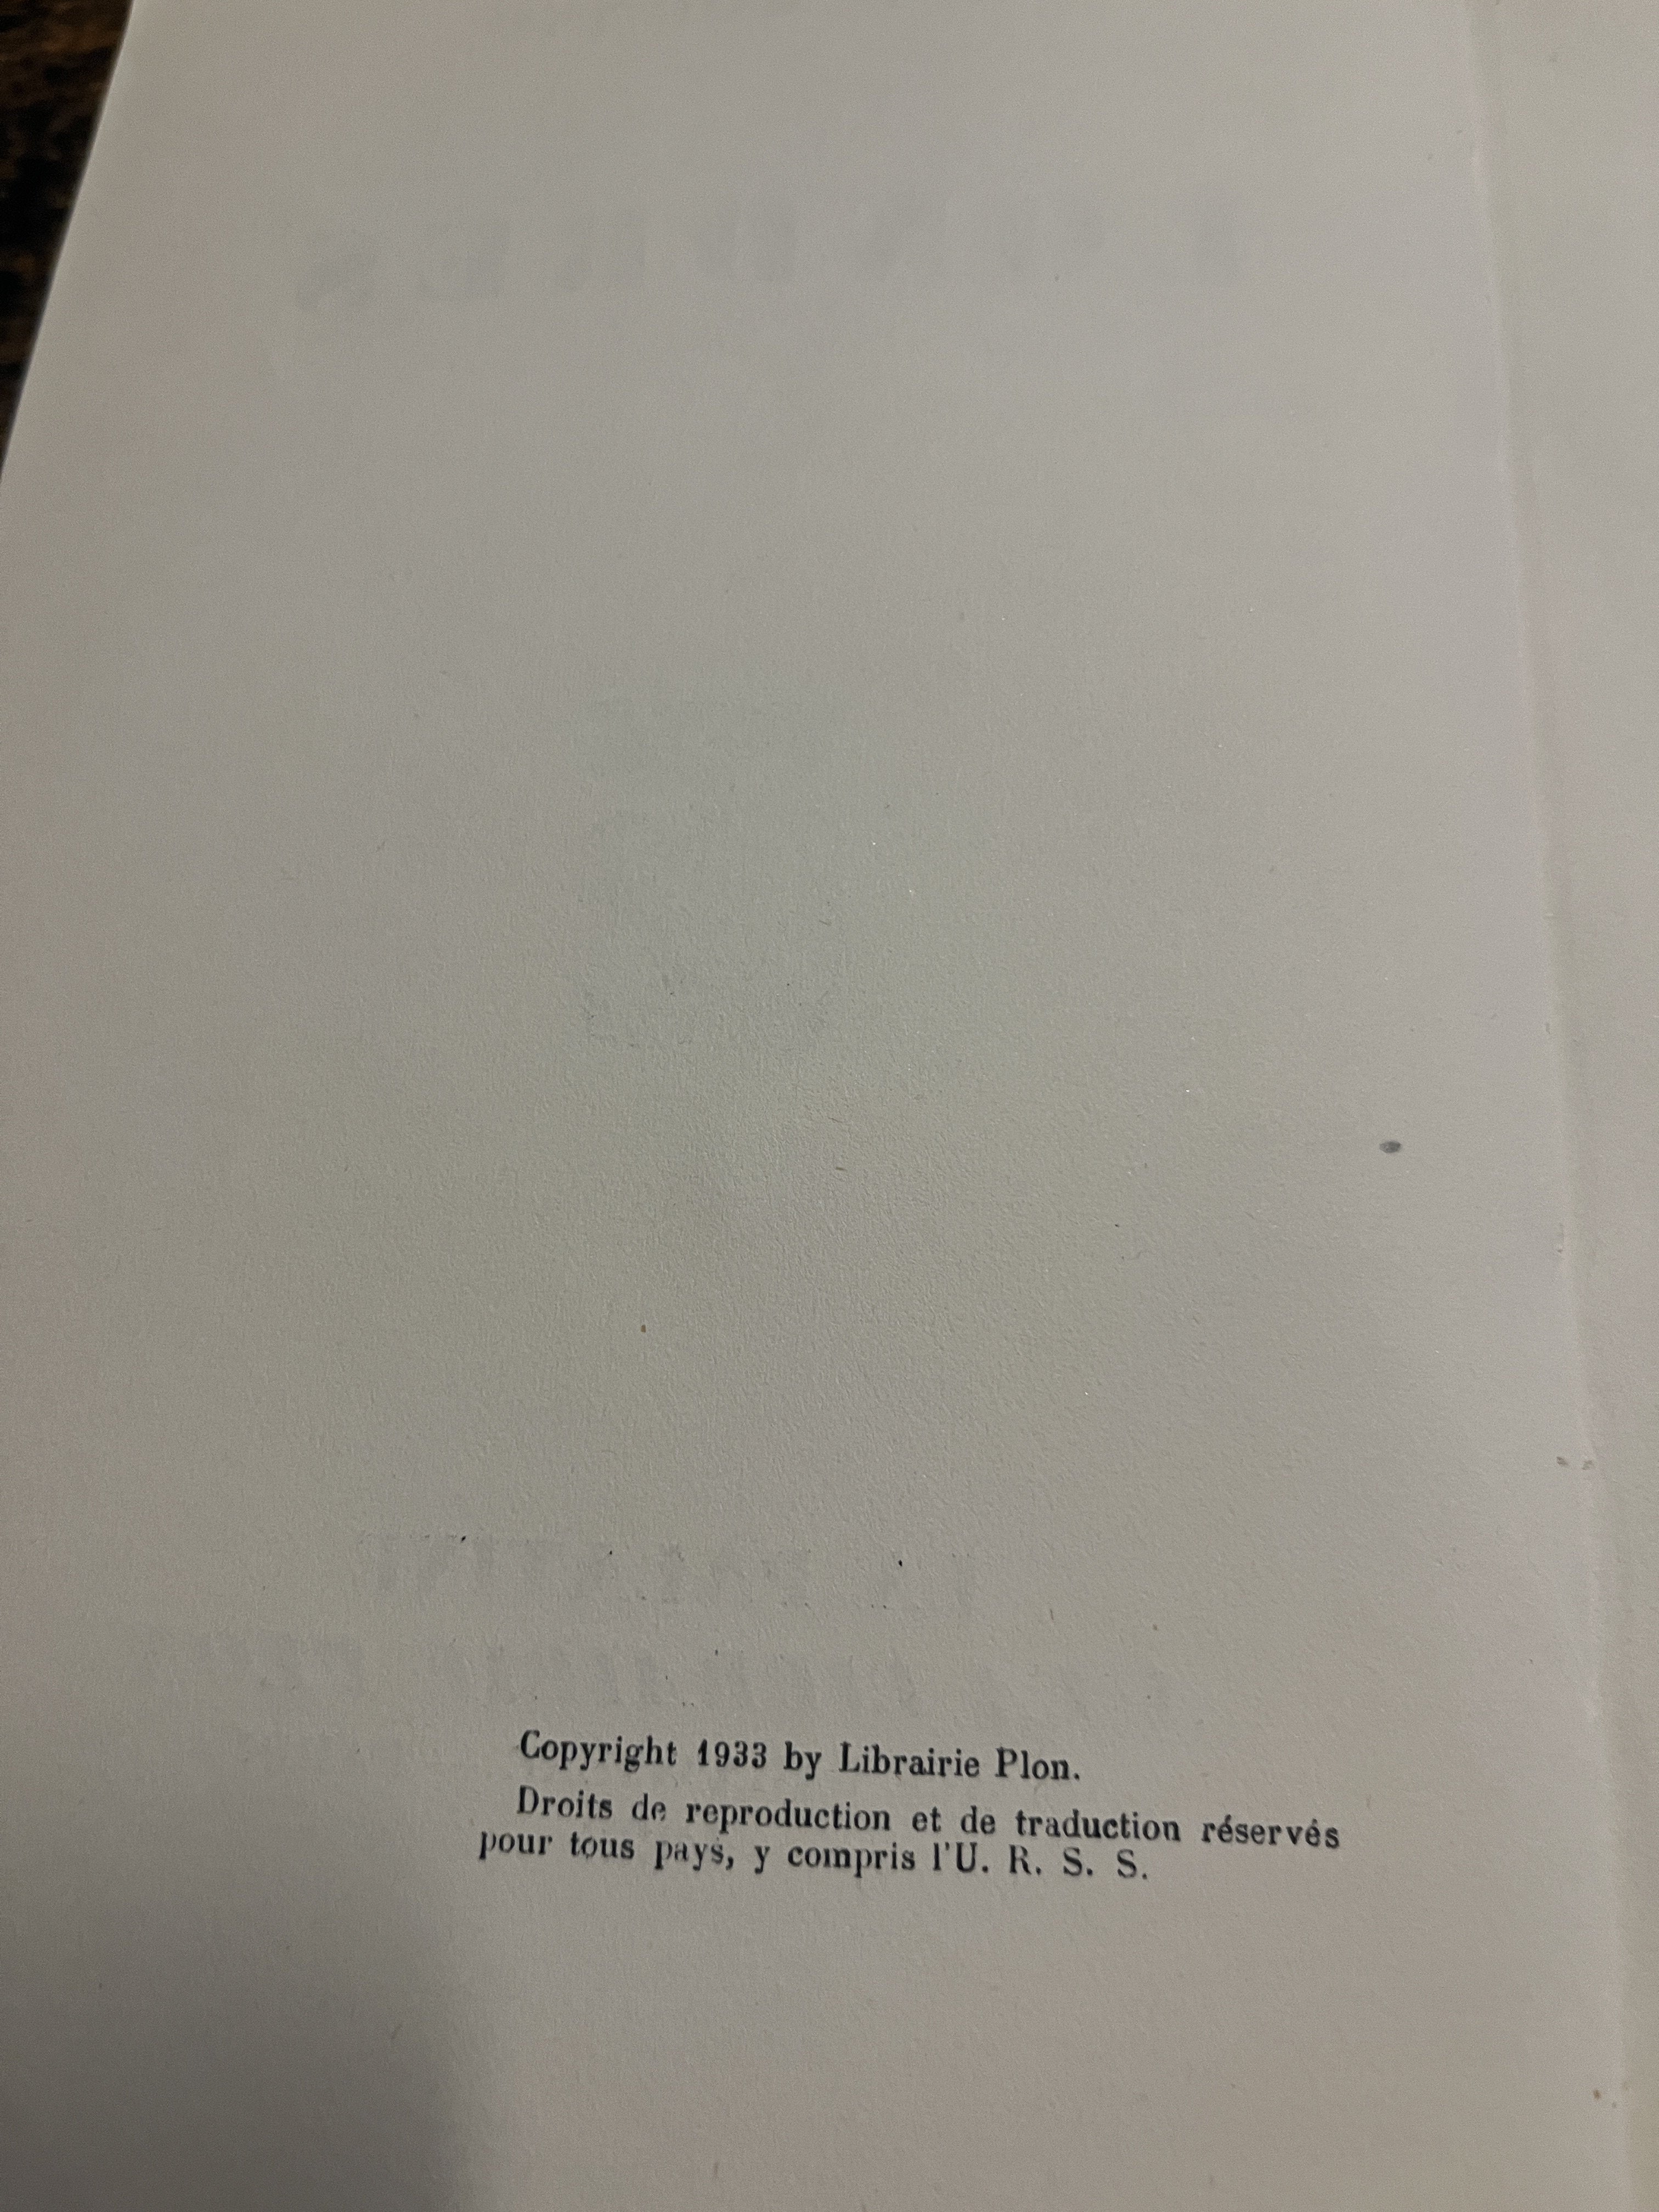 Copyright 1933 by Librairie Plon.
Droits de reproduction et de traduction réservés
pour tous pays, y compris l'U. R. S. S.